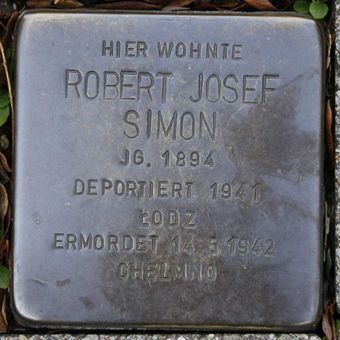 HIER WOHNTE
ROBERT JOSEF
SIMON
JG. 1894
DEPORTIERT 1941
ŁODZ
ERMORDET 14.5.1942
CHELMNO